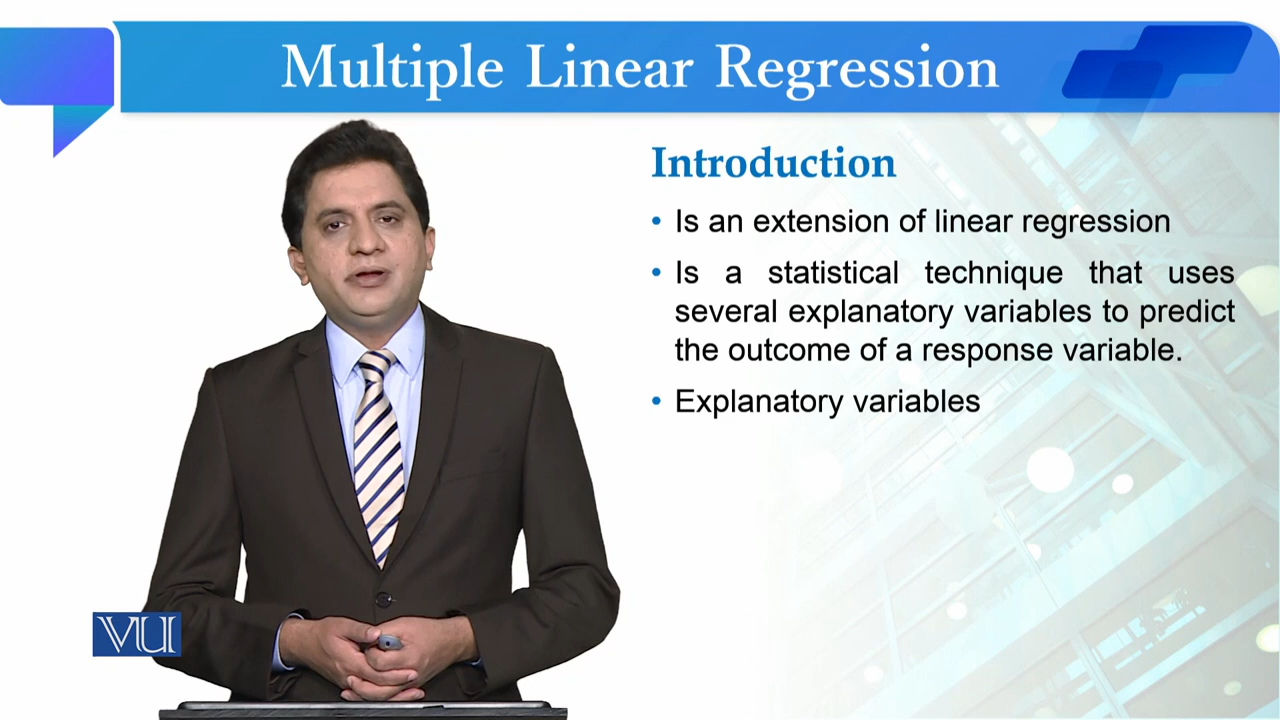 Multiple Linear Regression
Introduction
• Is an extension of linear regression
• Is a statistical technique that uses
several explanatory variables to predict
the outcome of a response variable.
• Explanatory variables
VU